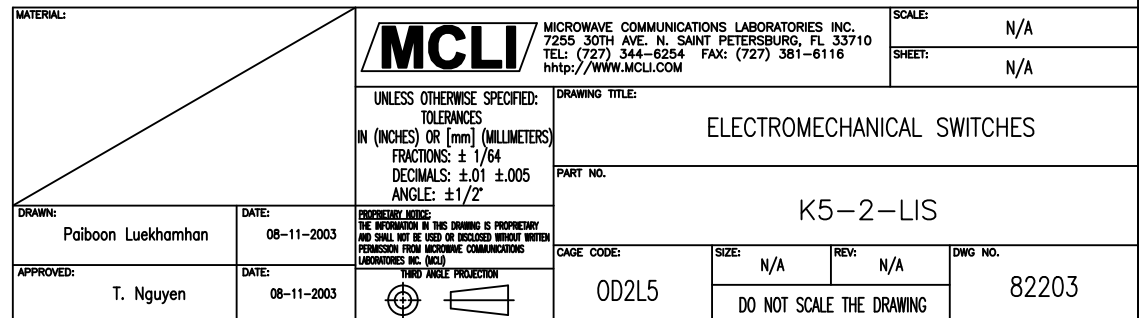 MATERIAL:
MCLI
MICROWAVE COMMUNICATIONS LABORATORIES INC.
7255 30TH AVE. N. SAINT PETERSBURG, FL 33710
TEL: (727) 344-6254 FAX: (727) 381-6116
hhtp://WWW.MCLI.COM
SCALE:
N/A
SHEET:
N/A
UNLESS OTHERWISE SPECIFIED:
TOLERANCES
IN (INCHES) OR [mm] (MILLIMETERS)
FRACTIONS: ± 1/64
DECIMALS: ±.01 ±.005
ANGLE: ±1/2°
DRAWING TITLE:
ELECTROMECHANICAL SWITCHES
PART NO.
K5-2-LIS
DRAWN:
Paiboon Luekhamhan
DATE:
08-11-2003
PROPRIETARY NOTICE:
THE INFORMATION IN THIS DRAWING IS PROPRIETARY
AND SHALL NOT BE USED OR DISCLOSED WITHOUT WRITTEN
PERMISSION FROM MICROWAVE COMMUNICATIONS
LABORATORIES INC. (MCLI)
APPROVED:
T. Nguyen
DATE:
08-11-2003
THIRD ANGLE PROJECTION
CAGE CODE:
0D2L5
SIZE:
N/A
REV:
N/A
DO NOT SCALE THE DRAWING
DWG NO.
82203